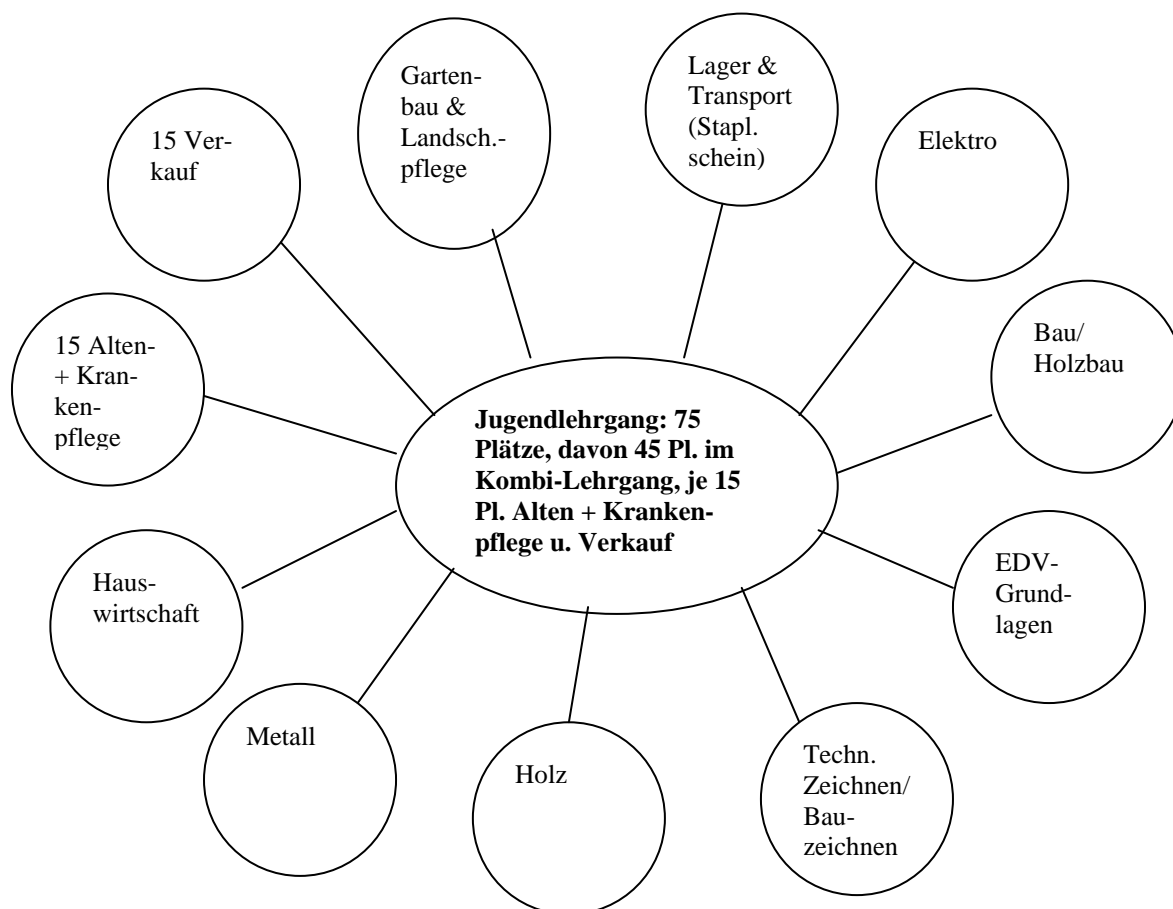 Garten-
bau &
Landsch.-
pflege
Lager &
Transport
(Stapl.
schein)
15 Ver-
kauf
Elektro
15 Alten-
+ Kran-
ken-
pflege
Bau/
Holzbau
Jugendlehrgang: 75
Plätze, davon 45 Pl. im
Kombi-Lehrgang, je 15
Pl. Alten + Kranken-
pflege u. Verkauf
Haus-
wirtschaft
EDV-
Grund-
lagen
Metall
Holz
Techn.
Zeichnen/
Bau-
zeichnen